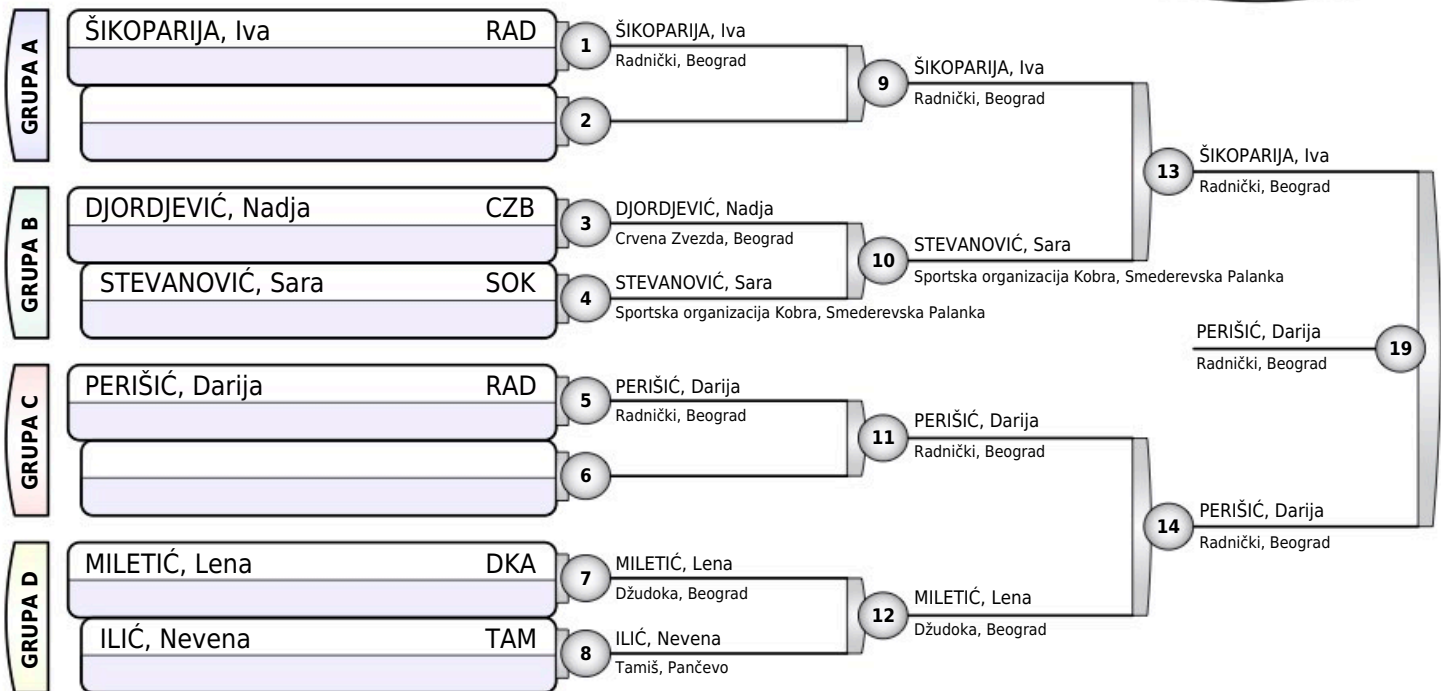 GRUPA A
ŠIKOPARIJA, Iva RAD
1
ŠIKOPARIJA, Iva
Radnički, Beograd
2
9
ŠIKOPARIJA, Iva
Radnički, Beograd
GRUPA B
DJORDJEVIĆ, Nadja CZB
STEVANOVIĆ, Sara SOK
3
DJORDJEVIĆ, Nadja
Crvena Zvezda, Beograd
4
STEVANOVIĆ, Sara
Sportska organizacija Kobra, Smederevska Palanka
10
STEVANOVIĆ, Sara
Sportska organizacija Kobra, Smederevska Palanka
13
ŠIKOPARIJA, Iva
Radnički, Beograd
PERIŠIĆ, Darija
Radnički, Beograd
19
GRUPA C
PERIŠIĆ, Darija RAD
5
PERIŠIĆ, Darija
Radnički, Beograd
6
11
PERIŠIĆ, Darija
Radnički, Beograd
GRUPA D
MILETIĆ, Lena DKA
ILIĆ, Nevena TAM
7
MILETIĆ, Lena
Džudoka, Beograd
8
ILIĆ, Nevena
Tamiš, Pančevo
12
MILETIĆ, Lena
Džudoka, Beograd
14
PERIŠIĆ, Darija
Radnički, Beograd